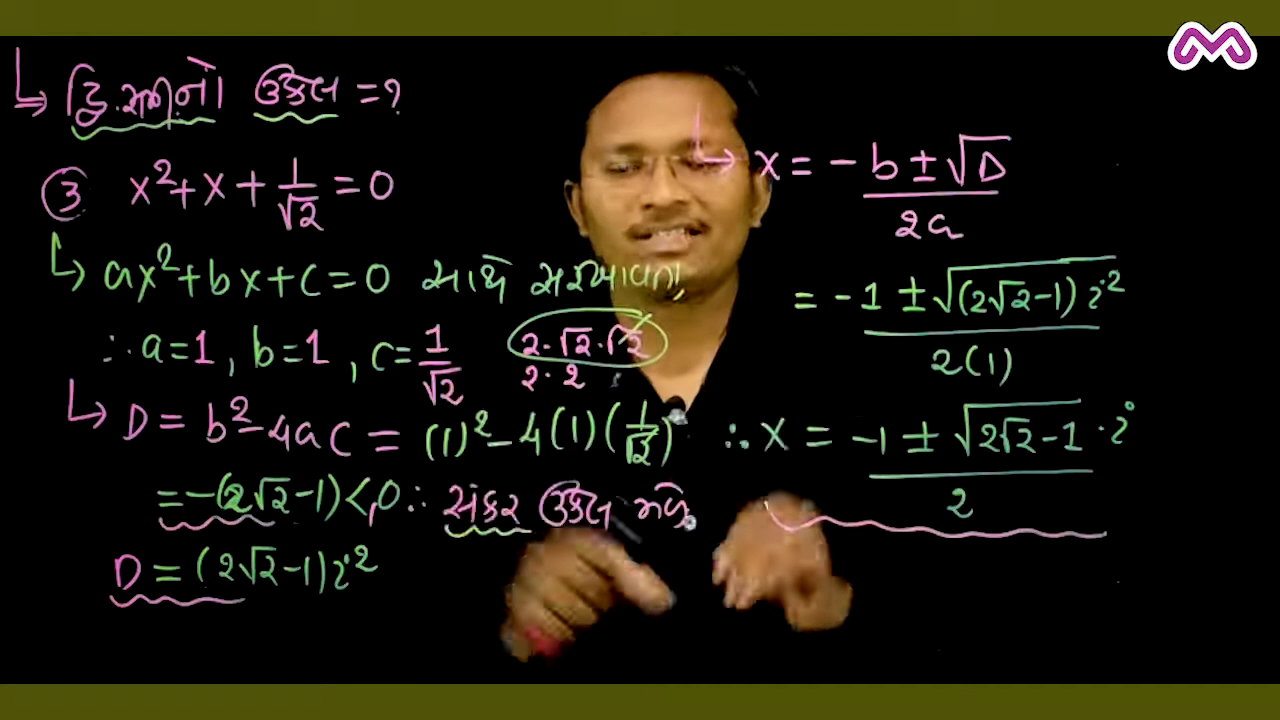 દ્વિ.સમી.નો ઉકેલ = ?
③ x² + x + 1/√2 = 0
ax² + bx + c = 0 સાથે સરખાવતા,
∴ a = 1, b = 1, c = 1/√2
2·√2·√2
2·2
D = b² - 4ac = (1)² - 4(1)(1/√2)
= -(2√2-1) < 0 ∴ સંકર ઉકેલ મળે.
D = (2√2-1)i²
→ x = -b ± √D / 2a
= -1 ± √(2√2-1)i² / 2(1)
∴ x = -1 ± √2√2-1 · i / 2